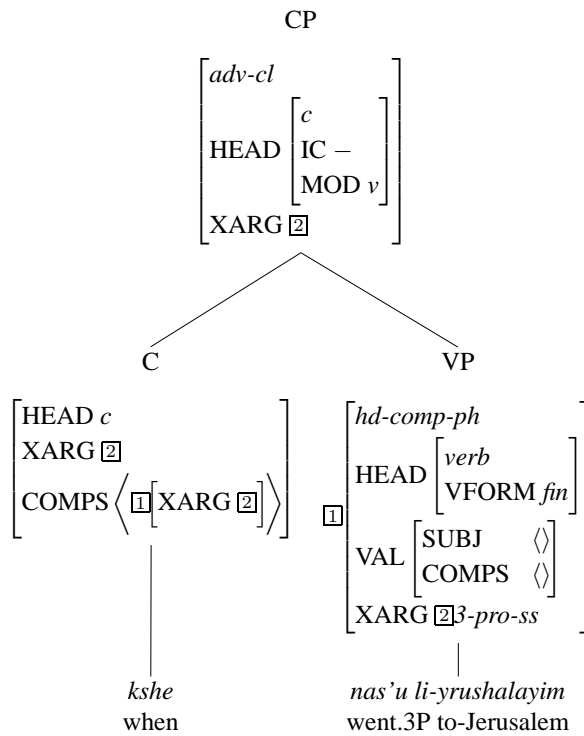 CP
adv-cl
HEAD c
IC −
MOD v
XARG 2
C VP
HEAD c
XARG 2
COMPS ⟨ 1 [XARG 2] ⟩
1
hd-comp-ph
HEAD verb
VFORM fin
VAL SUBJ ⟨⟩
COMPS ⟨⟩
XARG 2 3-pro-ss
kshe nas'u li-yrushalayim
when went.3P to-Jerusalem